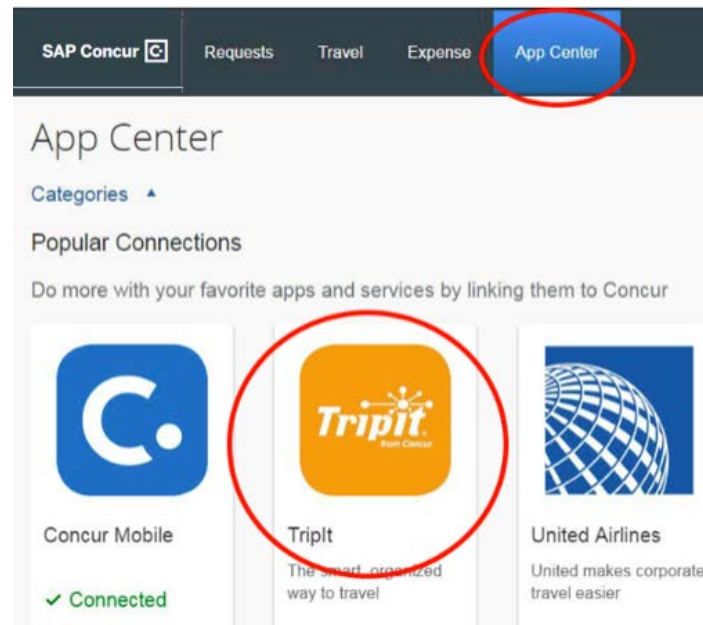 SAP Concur C
Requests
Travel
Expense
App Center
App Center
Categories
Popular Connections
Do more with your favorite apps and services by linking them to Concur
C.
TripIt
from Concur
Concur Mobile
TripIt
United Airlines
The smart, organized
way to travel
United makes corporate
travel easier
Connected